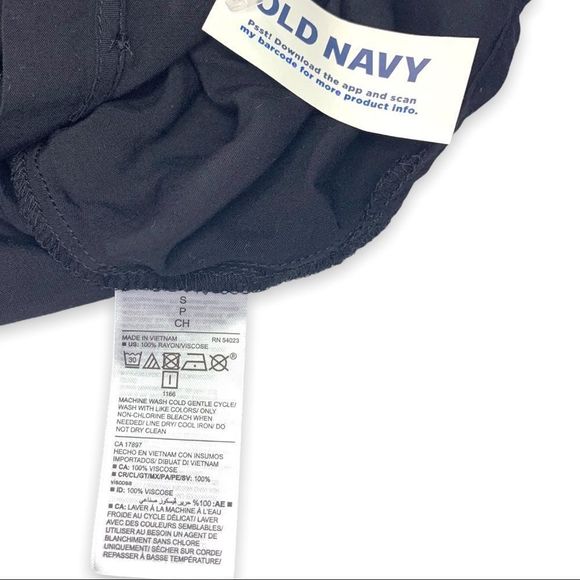 OLD NAVY
Psst! Download the app and scan
my barcode for more product info.
S
P
CH
MADE IN VIETNAM RN 54023
■ US: 100% RAYON/VISCOSE
30
I
1166
MACHINE WASH COLD GENTLE CYCLE/
WASH WITH LIKE COLORS/ ONLY
NON-CHLORINE BLEACH WHEN
NEEDED/ LINE DRY/ COOL IRON/ DO
NOT DRY CLEAN
CA 17897
HECHO EN VIETNAM CON INSUMOS
IMPORTADOS/ DIBUAT DI VIETNAM
■ CA: 100% VISCOSE
■ CR/CL/GT/MX/PA/PE/SV: 100%
viscosa
■ ID: 100% VISCOSE
■ AE: 100% حرير فيسكوز صناعي
■ CA: LAVER À LA MACHINE À L'EAU
FROIDE AU CYCLE DÉLICAT/ LAVER
AVEC DES COULEURS SEMBLABLES/
AU BESOIN UN AGENT DE
BLANCHIMENT SANS CHLORE
UNIQUEMENT/ SÉCHER SUR CORDE/
REPASSER À BASSE TEMPÉRATURE/